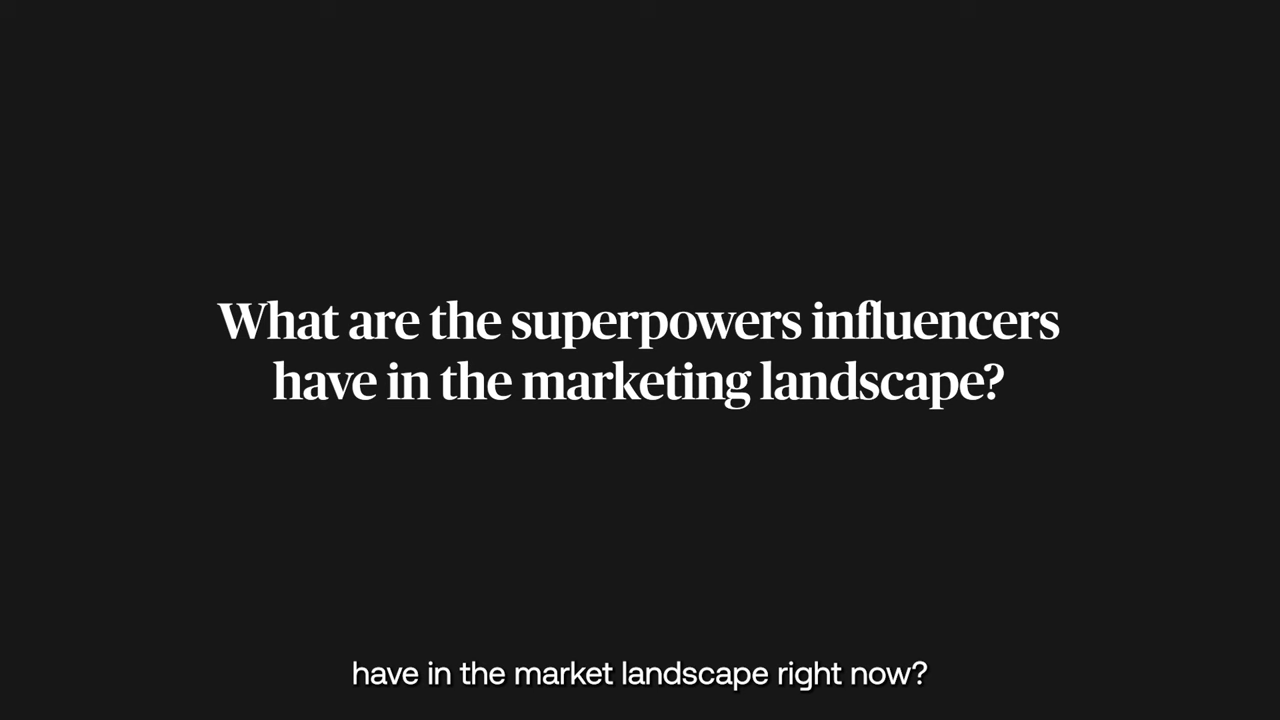 What are the superpowers influencers
have in the marketing landscape?
have in the market landscape right now?